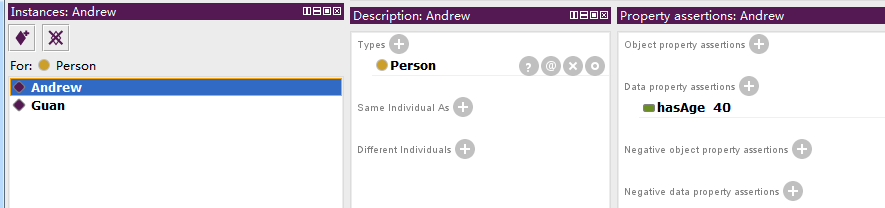 Instances: Andrew
For: Person
Andrew
Guan
Description: Andrew
Types
Person
? @ X O
Same Individual As
Different Individuals
Property assertions: Andrew
Object property assertions
Data property assertions
hasAge 40
Negative object property assertions
Negative data property assertions